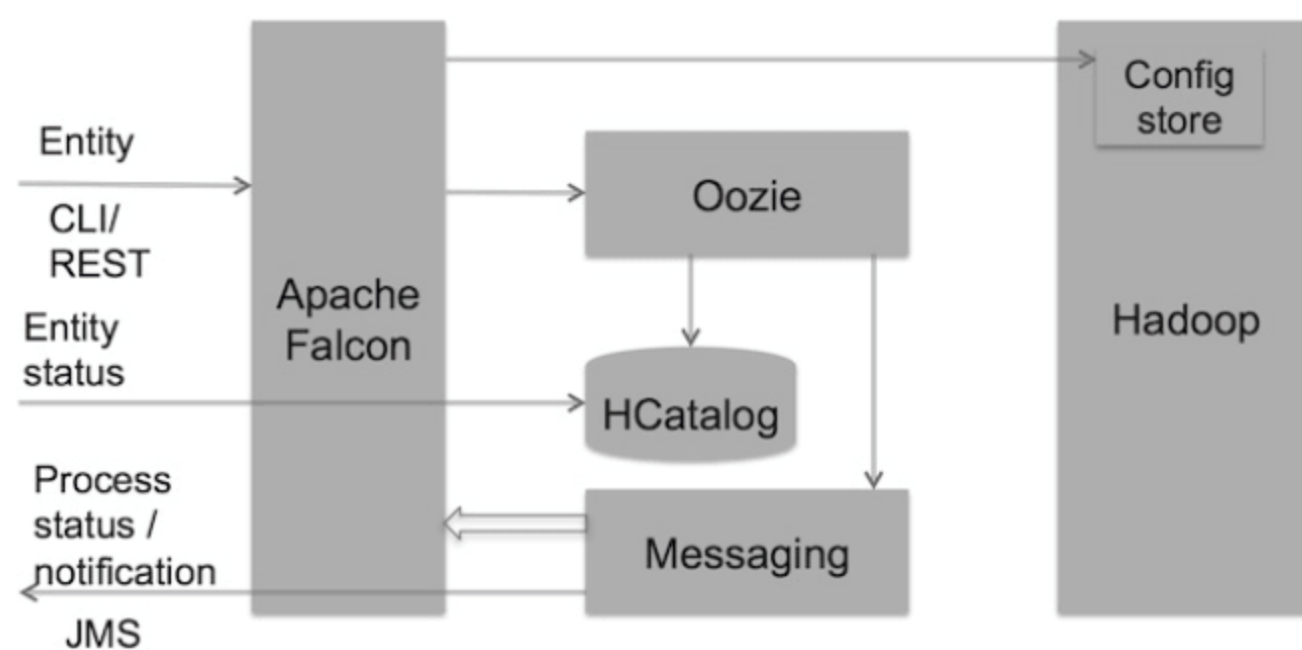 Entity
CLI/
REST
Entity
status
Process
status /
notification
JMS
Apache
Falcon
Oozie
HCatalog
Messaging
Config
store
Hadoop